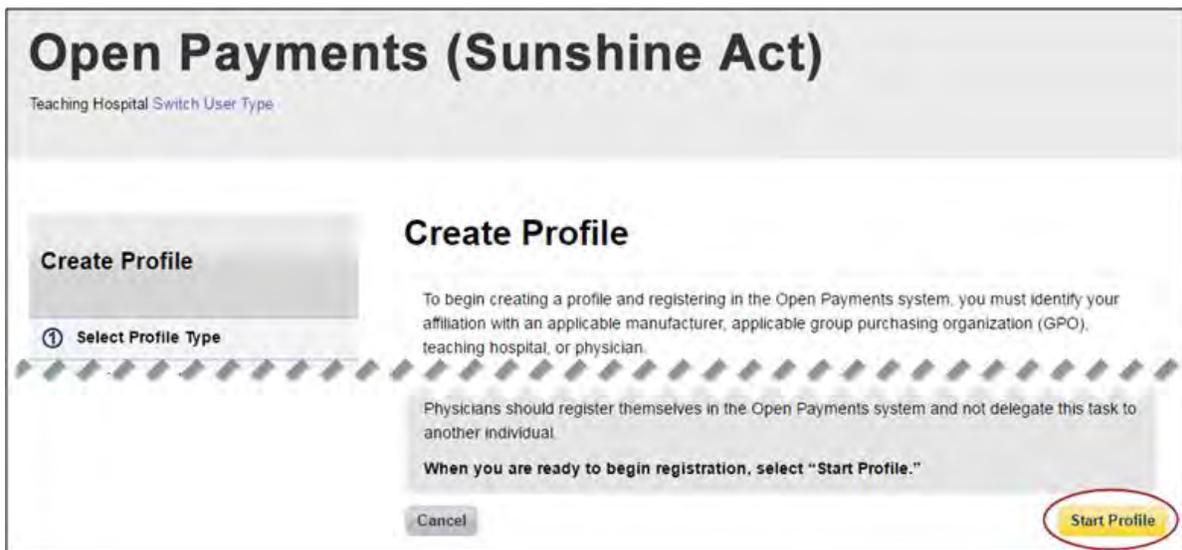 Open Payments (Sunshine Act)
Teaching Hospital Switch User Type
Create Profile
① Select Profile Type
Create Profile
To begin creating a profile and registering in the Open Payments system, you must identify your
affiliation with an applicable manufacturer, applicable group purchasing organization (GPO),
teaching hospital, or physician.
Physicians should register themselves in the Open Payments system and not delegate this task to
another individual.
When you are ready to begin registration, select “Start Profile.”
Cancel
Start Profile